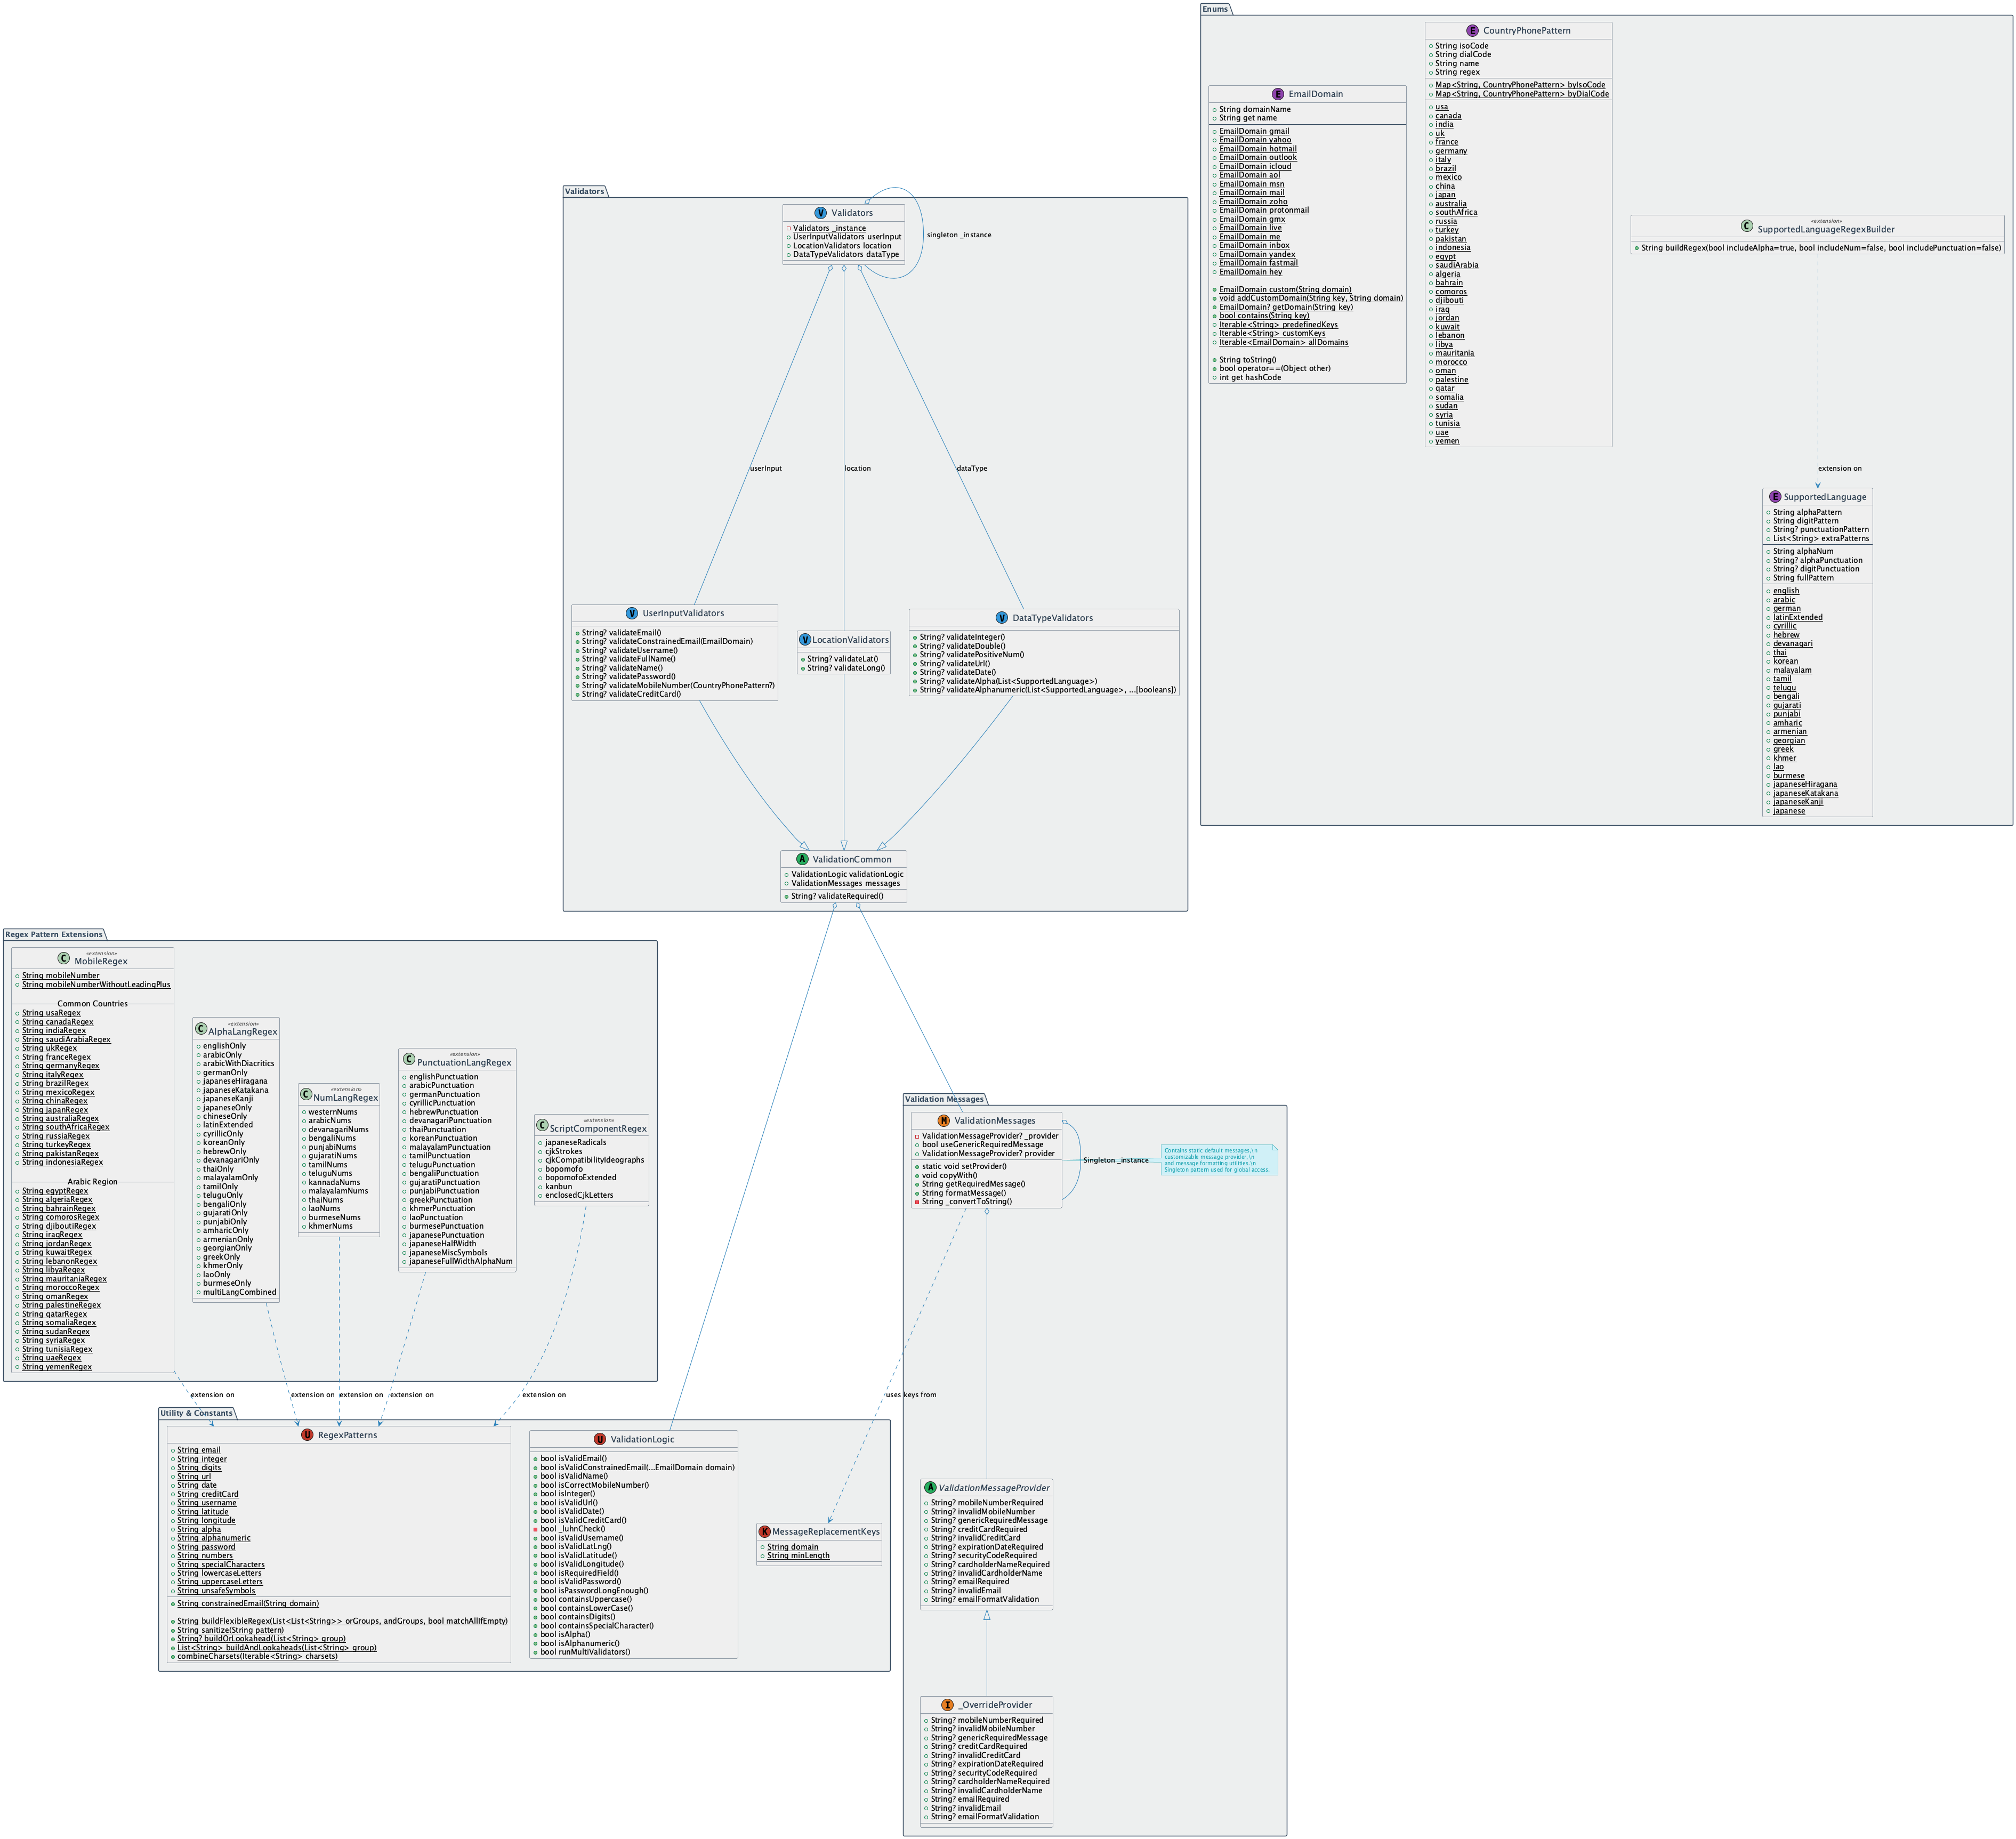 Enums
CountryPhonePattern
String isoCode
String dialCode
String name
String regex
Map<String, CountryPhonePattern> byIsoCode
Map<String, CountryPhonePattern> byDialCode
usa
canada
india
uk
france
germany
italy
brazil
mexico
china
japan
australia
southAfrica
russia
turkey
pakistan
indonesia
egypt
saudiArabia
algeria
bahrain
comoros
djibouti
iraq
jordan
kuwait
lebanon
libya
mauritania
morocco
oman
palestine
qatar
somalia
sudan
syria
tunisia
uae
yemen
EmailDomain
String domainName
String get name
EmailDomain gmail
EmailDomain yahoo
EmailDomain hotmail
EmailDomain outlook
EmailDomain icloud
EmailDomain aol
EmailDomain msn
EmailDomain mail
EmailDomain zoho
EmailDomain protonmail
EmailDomain gmx
EmailDomain live
EmailDomain me
EmailDomain inbox
EmailDomain yandex
EmailDomain fastmail
EmailDomain hey
EmailDomain custom(String domain)
void addCustomDomain(String key, String domain)
EmailDomain? getDomain(String key)
bool contains(String key)
Iterable<String> predefinedKeys
Iterable<String> customKeys
Iterable<EmailDomain> allDomains
String toString()
bool operator==(Object other)
int get hashCode
«extension»
SupportedLanguageRegexBuilder
String buildRegex(bool includeAlpha=true, bool includeNum=false, bool includePunctuation=false)
extension on
SupportedLanguage
String alphaPattern
String digitPattern
String? punctuationPattern
List<String> extraPatterns
String alphaNum
String? alphaPunctuation
String? digitPunctuation
String fullPattern
english
arabic
german
latinExtended
cyrillic
hebrew
devanagari
thai
korean
malayalam
tamil
telugu
bengali
gujarati
punjabi
amharic
armenian
georgian
greek
khmer
lao
burmese
japaneseHiragana
japaneseKatakana
japaneseKanji
japanese
Validators
Validators
Validators _instance
UserInputValidators userInput
LocationValidators location
DataTypeValidators dataType
singleton _instance
userInput
location
dataType
UserInputValidators
String? validateEmail()
String? validateConstrainedEmail(EmailDomain)
String? validateUsername()
String? validateFullName()
String? validateName()
String? validatePassword()
String? validateMobileNumber(CountryPhonePattern?)
String? validateCreditCard()
LocationValidators
String? validateLat()
String? validateLong()
DataTypeValidators
String? validateInteger()
String? validateDouble()
String? validatePositiveNum()
String? validateUrl()
String? validateDate()
String? validateAlpha(List<SupportedLanguage>)
String? validateAlphanumeric(List<SupportedLanguage>, ...[booleans])
ValidationCommon
ValidationLogic validationLogic
ValidationMessages messages
String? validateRequired()
Regex Pattern Extensions
«extension»
MobileRegex
String mobileNumber
String mobileNumberWithoutLeadingPlus
Common Countries
String usaRegex
String canadaRegex
String indiaRegex
String saudiArabiaRegex
String ukRegex
String franceRegex
String germanyRegex
String italyRegex
String brazilRegex
String mexicoRegex
String chinaRegex
String japanRegex
String australiaRegex
String southAfricaRegex
String russiaRegex
String turkeyRegex
String pakistanRegex
String indonesiaRegex
Arabic Region
String egyptRegex
String algeriaRegex
String bahrainRegex
String comorosRegex
String djiboutiRegex
String iraqRegex
String jordanRegex
String kuwaitRegex
String lebanonRegex
String libyaRegex
String mauritaniaRegex
String moroccoRegex
String omanRegex
String palestineRegex
String qatarRegex
String somaliaRegex
String sudanRegex
String syriaRegex
String tunisiaRegex
String uaeRegex
String yemenRegex
«extension»
AlphaLangRegex
englishOnly
arabicOnly
arabicWithDiacritics
germanOnly
japaneseHiragana
japaneseKatakana
japaneseKanji
japaneseOnly
chineseOnly
latinExtended
cyrillicOnly
koreanOnly
hebrewOnly
devanagariOnly
thaiOnly
malayalamOnly
tamilOnly
teluguOnly
bengaliOnly
gujaratiOnly
punjabiOnly
amharicOnly
armenianOnly
georgianOnly
greekOnly
khmerOnly
laoOnly
burmeseOnly
multiLangCombined
«extension»
NumLangRegex
westernNums
arabicNums
devanagariNums
bengaliNums
punjabiNums
gujaratiNums
tamilNums
teluguNums
kannadaNums
malayalamNums
thaiNums
laoNums
burmeseNums
khmerNums
«extension»
PunctuationLangRegex
englishPunctuation
arabicPunctuation
germanPunctuation
cyrillicPunctuation
hebrewPunctuation
devanagariPunctuation
thaiPunctuation
koreanPunctuation
malayalamPunctuation
tamilPunctuation
teluguPunctuation
bengaliPunctuation
gujaratiPunctuation
punjabiPunctuation
greekPunctuation
khmerPunctuation
laoPunctuation
burmesePunctuation
japanesePunctuation
japaneseHalfWidth
japaneseMiscSymbols
japaneseFullWidthAlphaNum
«extension»
ScriptComponentRegex
japaneseRadicals
cjkStrokes
cjkCompatibilityIdeographs
bopomofo
bopomofoExtended
kanbun
enclosedCjkLetters
extension on
extension on
extension on
extension on
extension on
Validation Messages
ValidationMessages
ValidationMessageProvider? _provider
bool useGenericRequiredMessage
ValidationMessageProvider? provider
static void setProvider()
void copyWith()
String getRequiredMessage()
String formatMessage()
String _convertToString()
Singleton _instance
Contains static default messages,\n
customizable message provider,\n
and message formatting utilities.\n
Singleton pattern used for global access.
uses keys from
Utility & Constants
RegexPatterns
String email
String integer
String digits
String url
String date
String creditCard
String username
String latitude
String longitude
String alpha
String alphanumeric
String password
String numbers
String specialCharacters
String lowercaseLetters
String uppercaseLetters
String unsafeSymbols
String constrainedEmail(String domain)
String buildFlexibleRegex(List<List<String>> orGroups, andGroups, bool matchAllIfEmpty)
String sanitize(String pattern)
String? buildOrLookahead(List<String> group)
List<String> buildAndLookaheads(List<String> group)
combineCharsets(Iterable<String> charsets)
ValidationLogic
bool isValidEmail()
bool isValidConstrainedEmail(...EmailDomain domain)
bool isValidName()
bool isCorrectMobileNumber()
bool isInteger()
bool isValidUrl()
bool isValidDate()
bool isValidCreditCard()
bool _luhnCheck()
bool isValidUsername()
bool isValidLatLng()
bool isValidLatitude()
bool isValidLongitude()
bool isRequiredField()
bool isValidPassword()
bool isPasswordLongEnough()
bool containsUppercase()
bool containsLowerCase()
bool containsDigits()
bool containsSpecialCharacter()
bool isAlpha()
bool isAlphanumeric()
bool runMultiValidators()
MessageReplacementKeys
String domain
String minLength
ValidationMessageProvider
String? mobileNumberRequired
String? invalidMobileNumber
String? genericRequiredMessage
String? creditCardRequired
String? invalidCreditCard
String? expirationDateRequired
String? securityCodeRequired
String? cardholderNameRequired
String? invalidCardholderName
String? emailRequired
String? invalidEmail
String? emailFormatValidation
_OverrideProvider
String? mobileNumberRequired
String? invalidMobileNumber
String? genericRequiredMessage
String? creditCardRequired
String? invalidCreditCard
String? expirationDateRequired
String? securityCodeRequired
String? cardholderNameRequired
String? invalidCardholderName
String? emailRequired
String? invalidEmail
String? emailFormatValidation